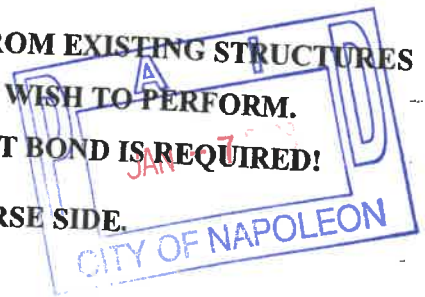 ROM EXISTING STRUCTURES
WISH TO PERFORM.
T BOND IS REQUIRED!
RSE SIDE.
PAID
JAN - 7
CITY OF NAPOLEON